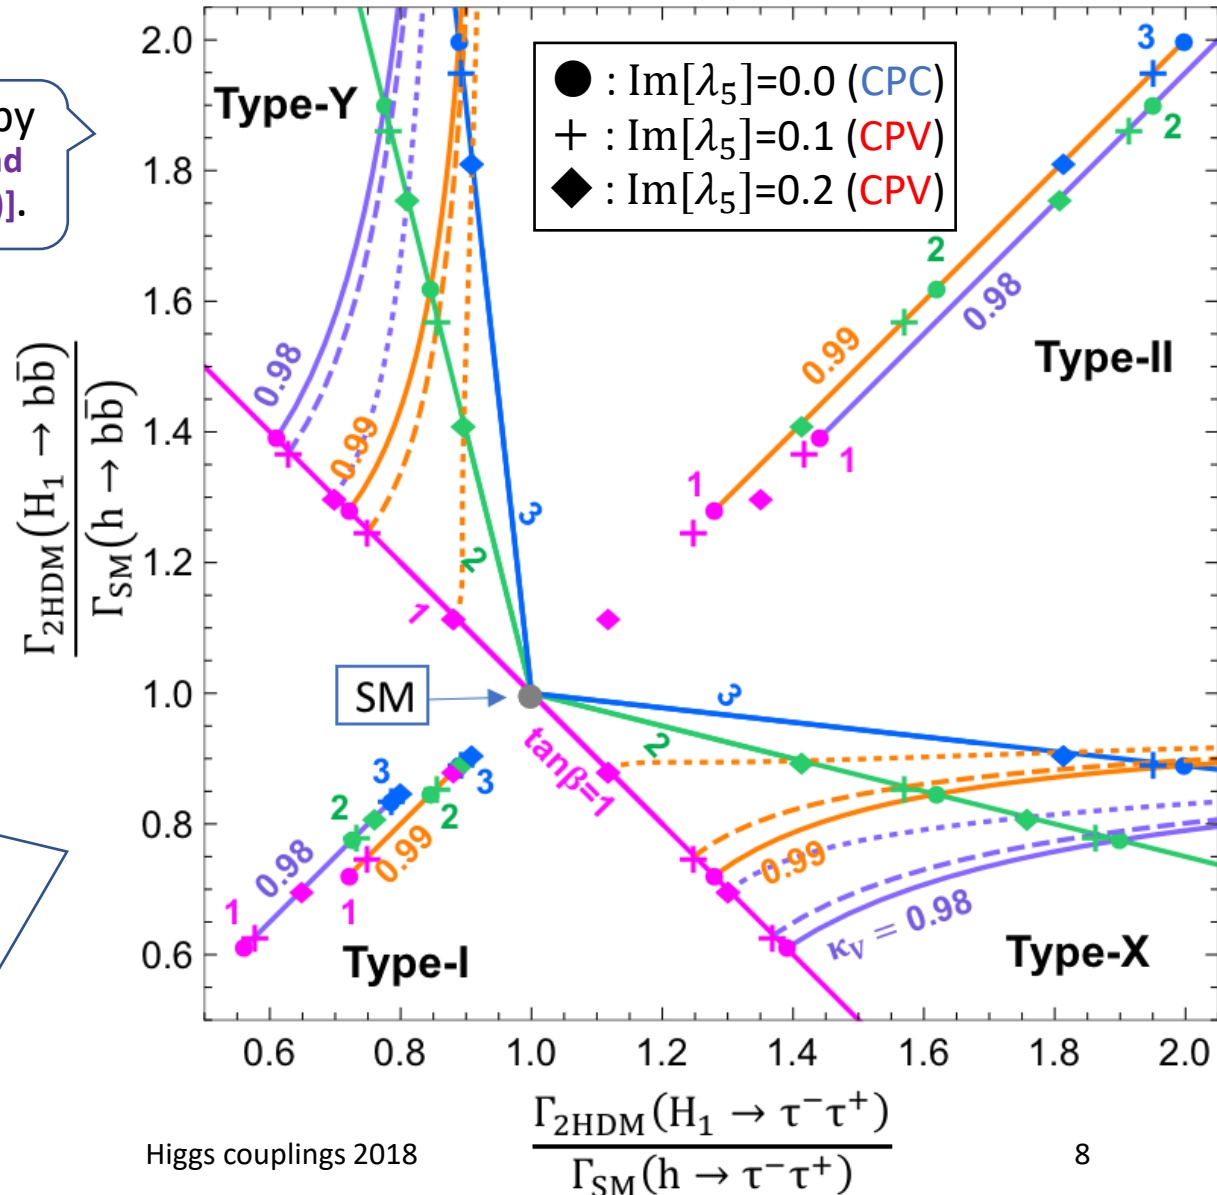 by
nd
)].
Γ2HDM(H1 → bb̄)
ΓSM(h → bb̄)
2.0
1.8
1.6
1.4
1.2
1.0
0.8
0.6
Type-Y
● : Im[λ5]=0.0 (CPC)
+ : Im[λ5]=0.1 (CPV)
◆ : Im[λ5]=0.2 (CPV)
3
2
2
0.98
0.99
Type-II
1
1
0.98
0.99
3
2
1
SM
tanβ=1
3
2
3
3
2
2
0.98
0.99
1
1
Type-I
0.99
κV = 0.98
Type-X
0.6
0.8
1.0
1.2
1.4
1.6
1.8
2.0
Γ2HDM(H1 → τ−τ+)
ΓSM(h → τ−τ+)
Higgs couplings 2018
8